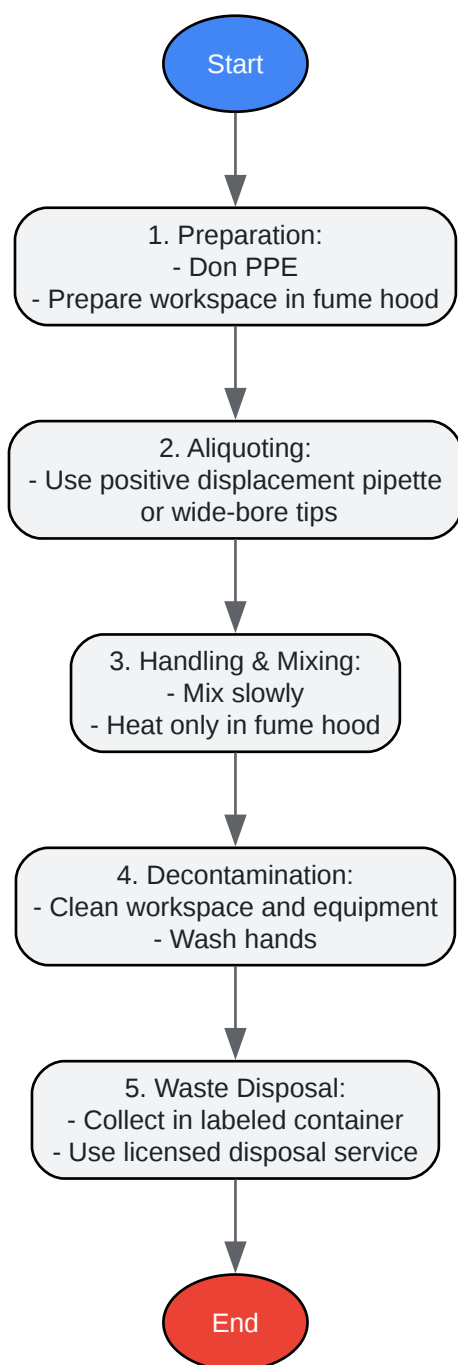 Start
1. Preparation:
- Don PPE
- Prepare workspace in fume hood
2. Aliquoting:
- Use positive displacement pipette
or wide-bore tips
3. Handling & Mixing:
- Mix slowly
- Heat only in fume hood
4. Decontamination:
- Clean workspace and equipment
- Wash hands
5. Waste Disposal:
- Collect in labeled container
- Use licensed disposal service
End